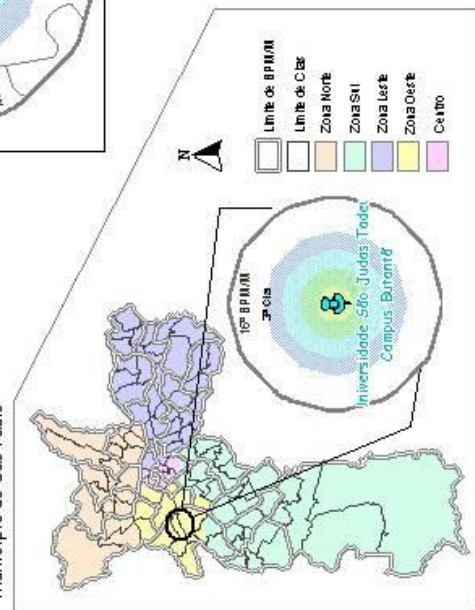 Município de São Paulo
N
Limite de BPM/M
Limite de Cias
Zona Norte
Zona Sul
Zona Leste
Zona Oeste
Centro
16º BPM/M
3ª Cia
Universidade São Judas Tadeu
Campus Butantã